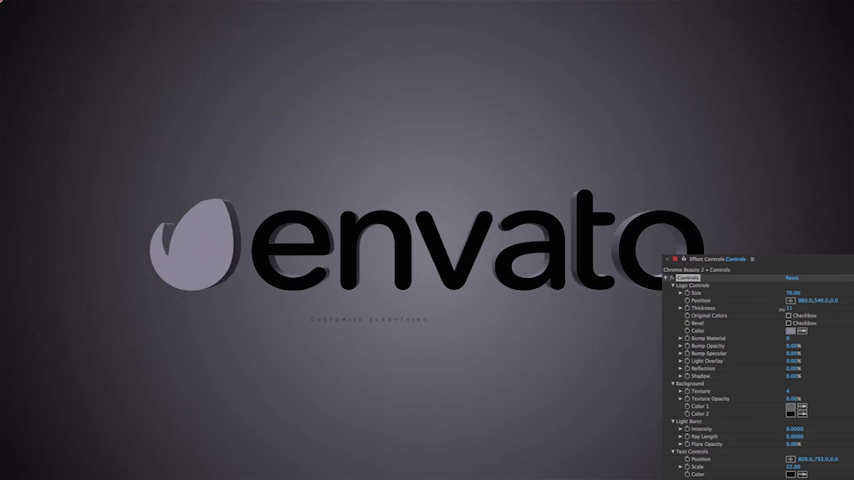 envato
CUSTOMIZE EVERYTHING
Effect Controls Controls
Chrome Beauty 2 • Controls
fx Controls Reset
Logo Controls
Size 70.00
Position 960.0,540.0,0.0
Thickness 11
Original Colors Checkbox
Bevel Checkbox
Color
Bump Material 0
Bump Opacity 0.00%
Bump Specular 0.00%
Light Overlay 0.00%
Reflection 0.00%
Shadow 0.00%
Background
Texture 4
Texture Opacity 0.00%
Color 1
Color 2
Light Burst
Intensity 0.0000
Ray Length 0.0000
Flare Opacity 0.00%
Text Controls
Position 820.0,733.0,0.0
Scale 22.00
Color